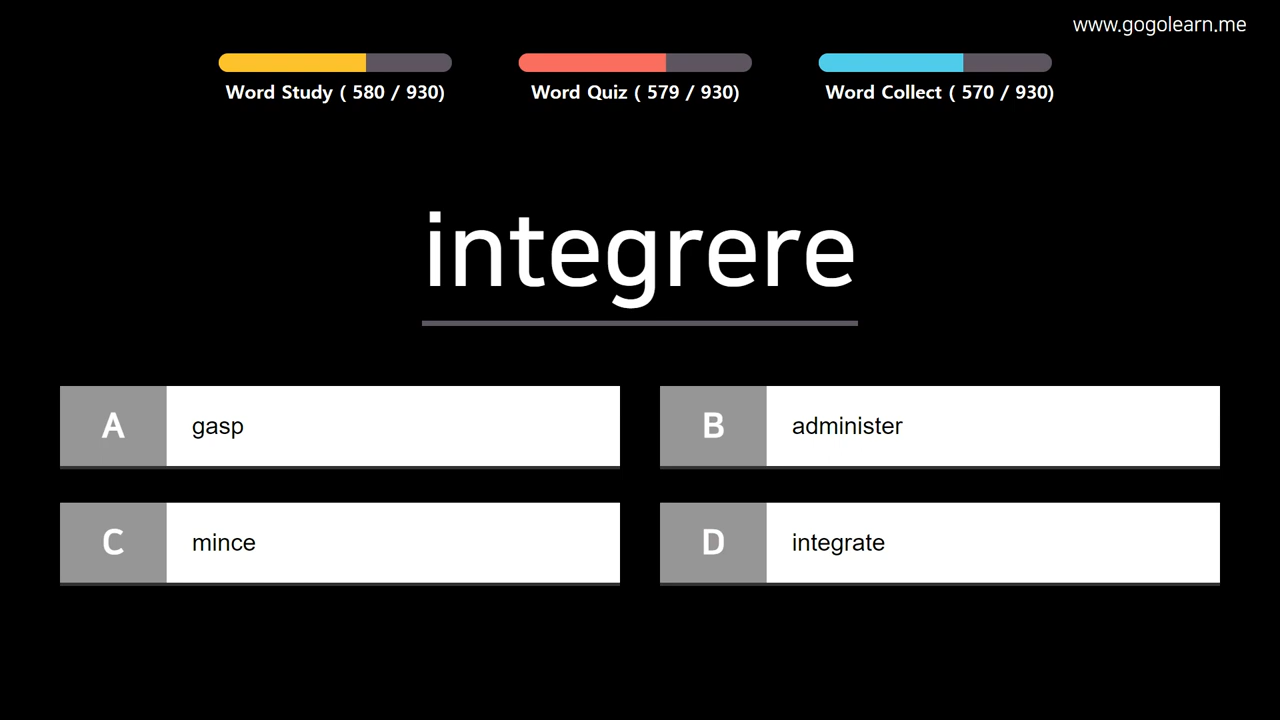 www.gogolearn.me
Word Study ( 580 / 930)
Word Quiz ( 579 / 930)
Word Collect ( 570 / 930)
integrere
A gasp
B administer
C mince
D integrate